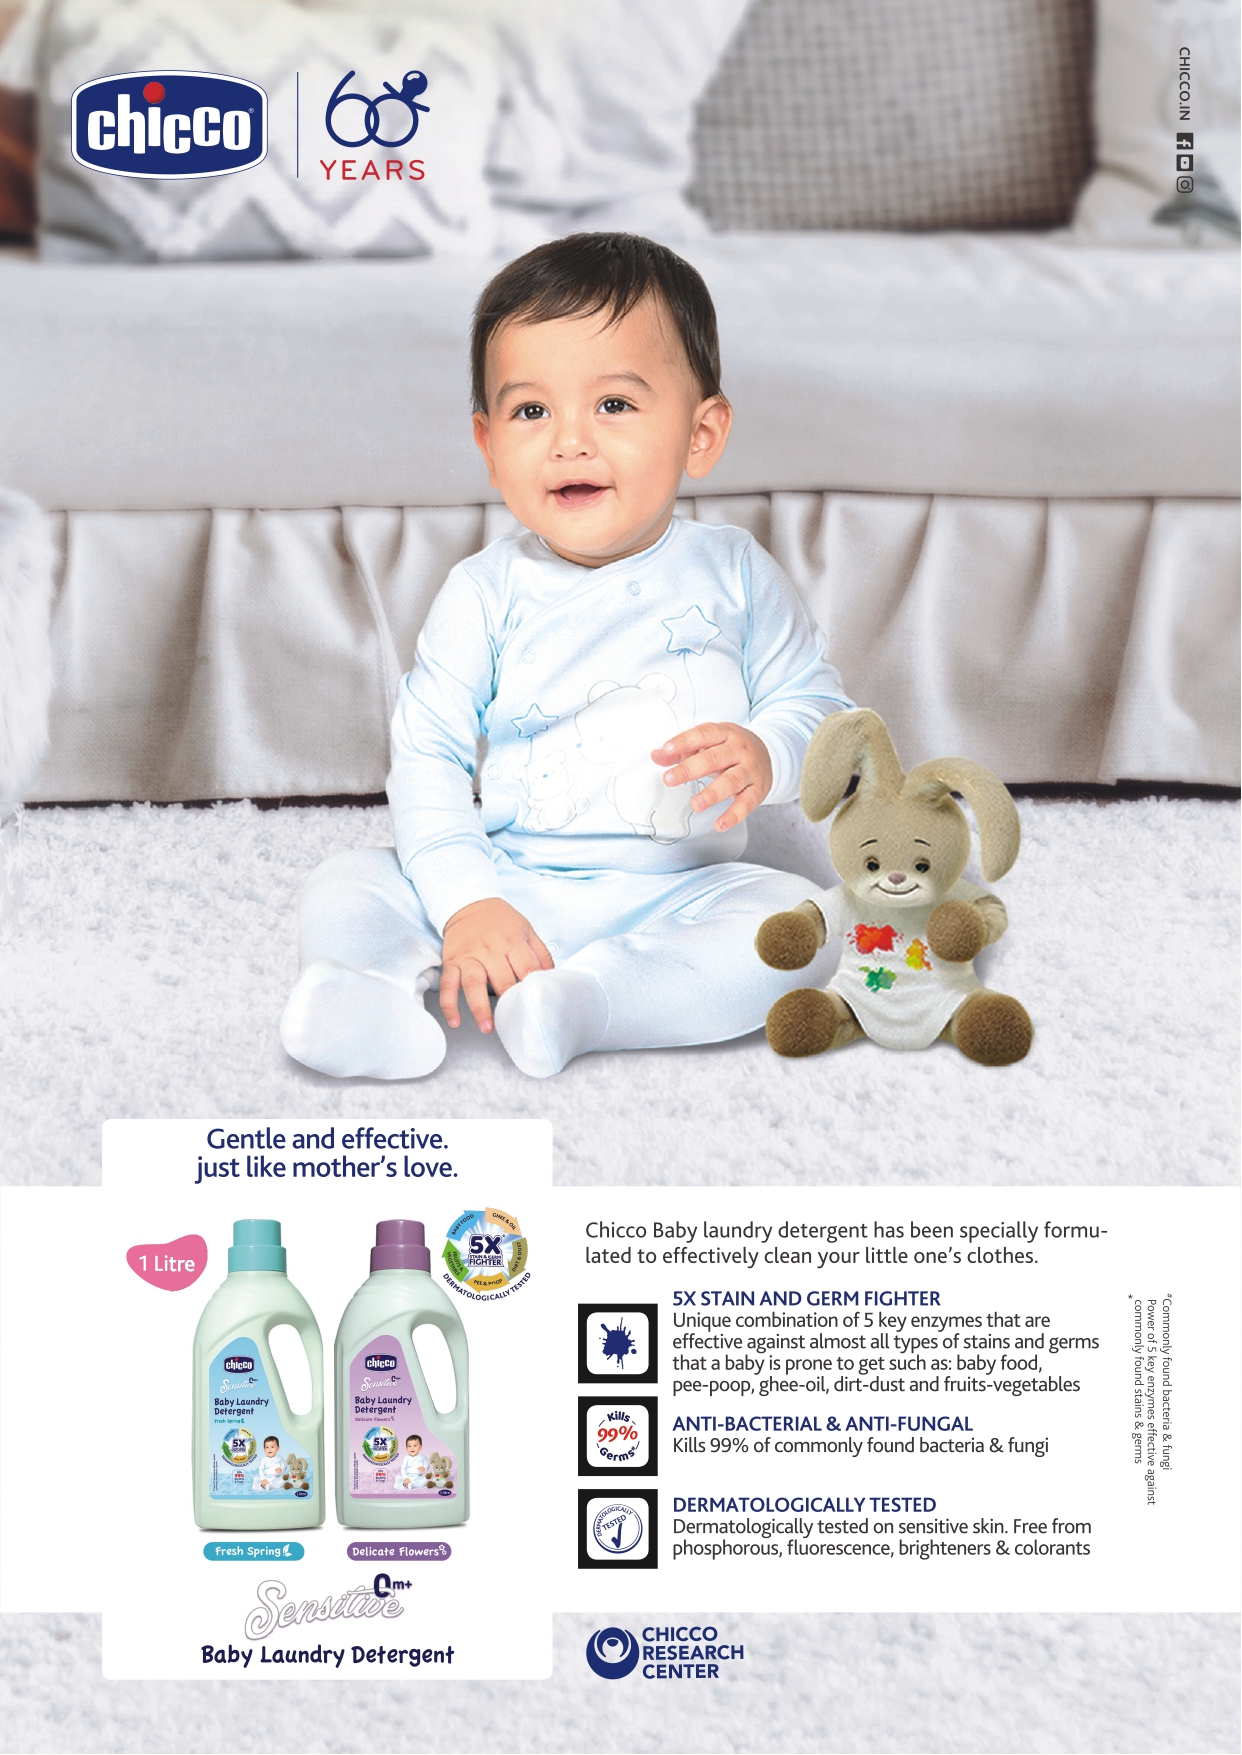 chicco
60
YEARS
CHICCO.IN
Gentle and effective.
just like mother's love.
1 Litre
BABY FOOD
GHEE & OIL
DIRT & DUST
PEE & POOP
FRUITS & VEGETABLES
5X
STAIN & GERM
FIGHTER
DERMATOLOGICALLY TESTED
chicco
Sensitive 0m+
Baby Laundry
Detergent
Fresh Spring
5X
chicco
Sensitive 0m+
Baby Laundry
Detergent
Delicate Flowers
5X
Fresh Spring
Delicate Flowers
Sensitive 0m+
Baby Laundry Detergent
Chicco Baby laundry detergent has been specially formu-
lated to effectively clean your little one's clothes.
5X STAIN AND GERM FIGHTER
Unique combination of 5 key enzymes that are
effective against almost all types of stains and germs
that a baby is prone to get such as: baby food,
pee-poop, ghee-oil, dirt-dust and fruits-vegetables
Kills
99%
Germs*
ANTI-BACTERIAL & ANTI-FUNGAL
Kills 99% of commonly found bacteria & fungi
DERMATOLOGICALLY
TESTED
DERMATOLOGICALLY TESTED
Dermatologically tested on sensitive skin. Free from
phosphorous, fluorescence, brighteners & colorants
*Commonly found bacteria & fungi
Power of 5 key enzymes effective against
* commonly found stains & germs
CHICCO
RESEARCH
CENTER